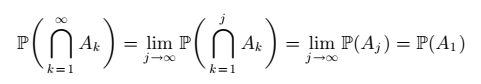 ℙ(⋂_{k=1}^{∞} A_k) = lim_{j→∞} ℙ(⋂_{k=1}^{j} A_k) = lim_{j→∞} ℙ(A_j) = ℙ(A_1)